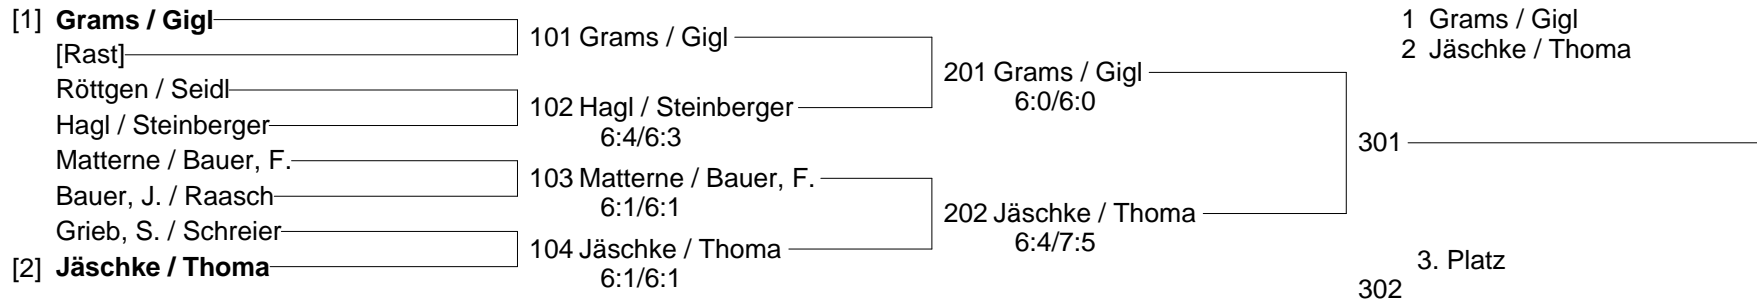 [1] Grams / Gigl
[Rast]
Röttgen / Seidl
Hagl / Steinberger
Matterne / Bauer, F.
Bauer, J. / Raasch
Grieb, S. / Schreier
[2] Jäschke / Thoma
101 Grams / Gigl
102 Hagl / Steinberger
6:4/6:3
103 Matterne / Bauer, F.
6:1/6:1
104 Jäschke / Thoma
6:1/6:1
201 Grams / Gigl
6:0/6:0
202 Jäschke / Thoma
6:4/7:5
1 Grams / Gigl
2 Jäschke / Thoma
301
3. Platz
302